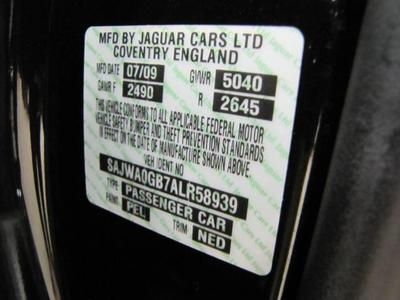 MFD BY JAGUAR CARS LTD
COVENTRY ENGLAND
MFD DATE 07/09 GVWR 5040
GAWR F 2490 R 2645
THIS VEHICLE CONFORMS TO ALL APPLICABLE FEDERAL MOTOR
VEHICLE SAFETY BUMPER AND THEFT PREVENTION STANDARDS
IN EFFECT ON THE DATE OF MANUFACTURE SHOWN ABOVE
VEH IDENT NO
SAJWA0GB7ALR58939
TYPE PASSENGER CAR
PAINT PEL TRIM NED